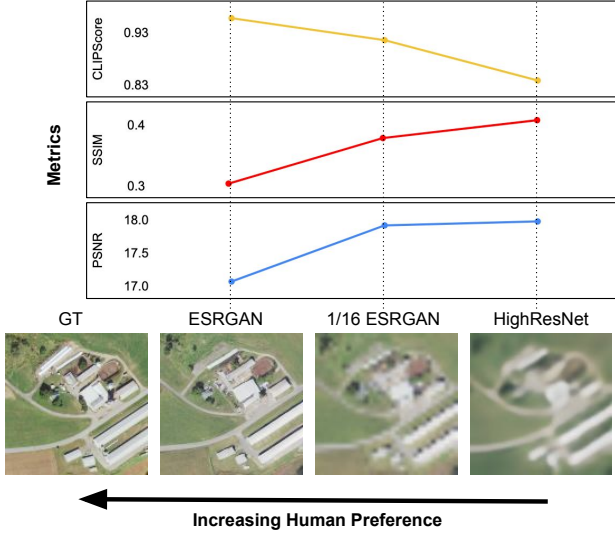 CLIPScore
0.93
0.83
Metrics
SSIM
0.4
0.3
PSNR
18.0
17.5
17.0
GT ESRGAN 1/16 ESRGAN HighResNet
Increasing Human Preference